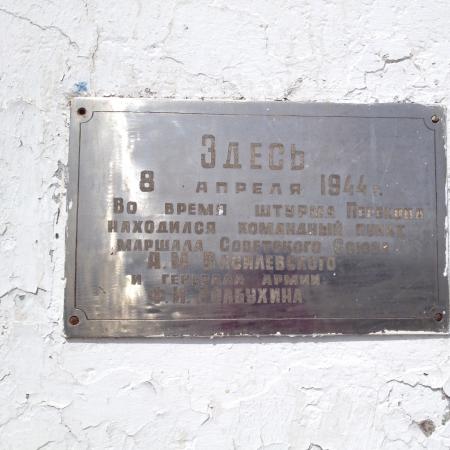 Здесь
8 апреля 1944 г.
Во время штурма Перекопа
находился командный пункт
маршала Советского Союза
А.М. Василевского
и генерала армии
Ф.И. Толбухина